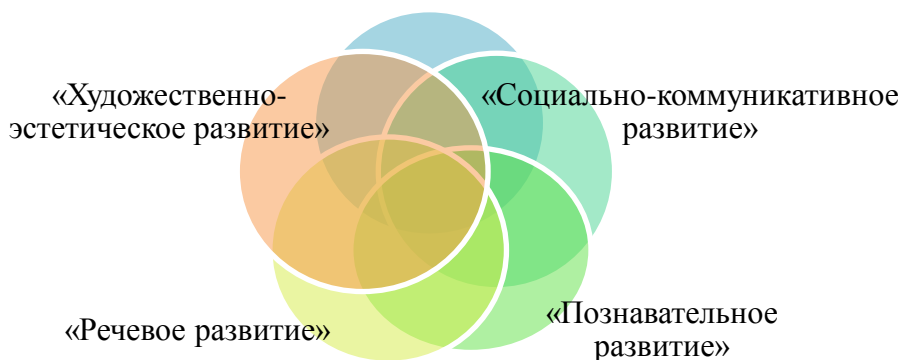 «Художественно-
эстетическое развитие»
«Социально-коммуникативное
развитие»
«Речевое развитие»
«Познавательное
развитие»